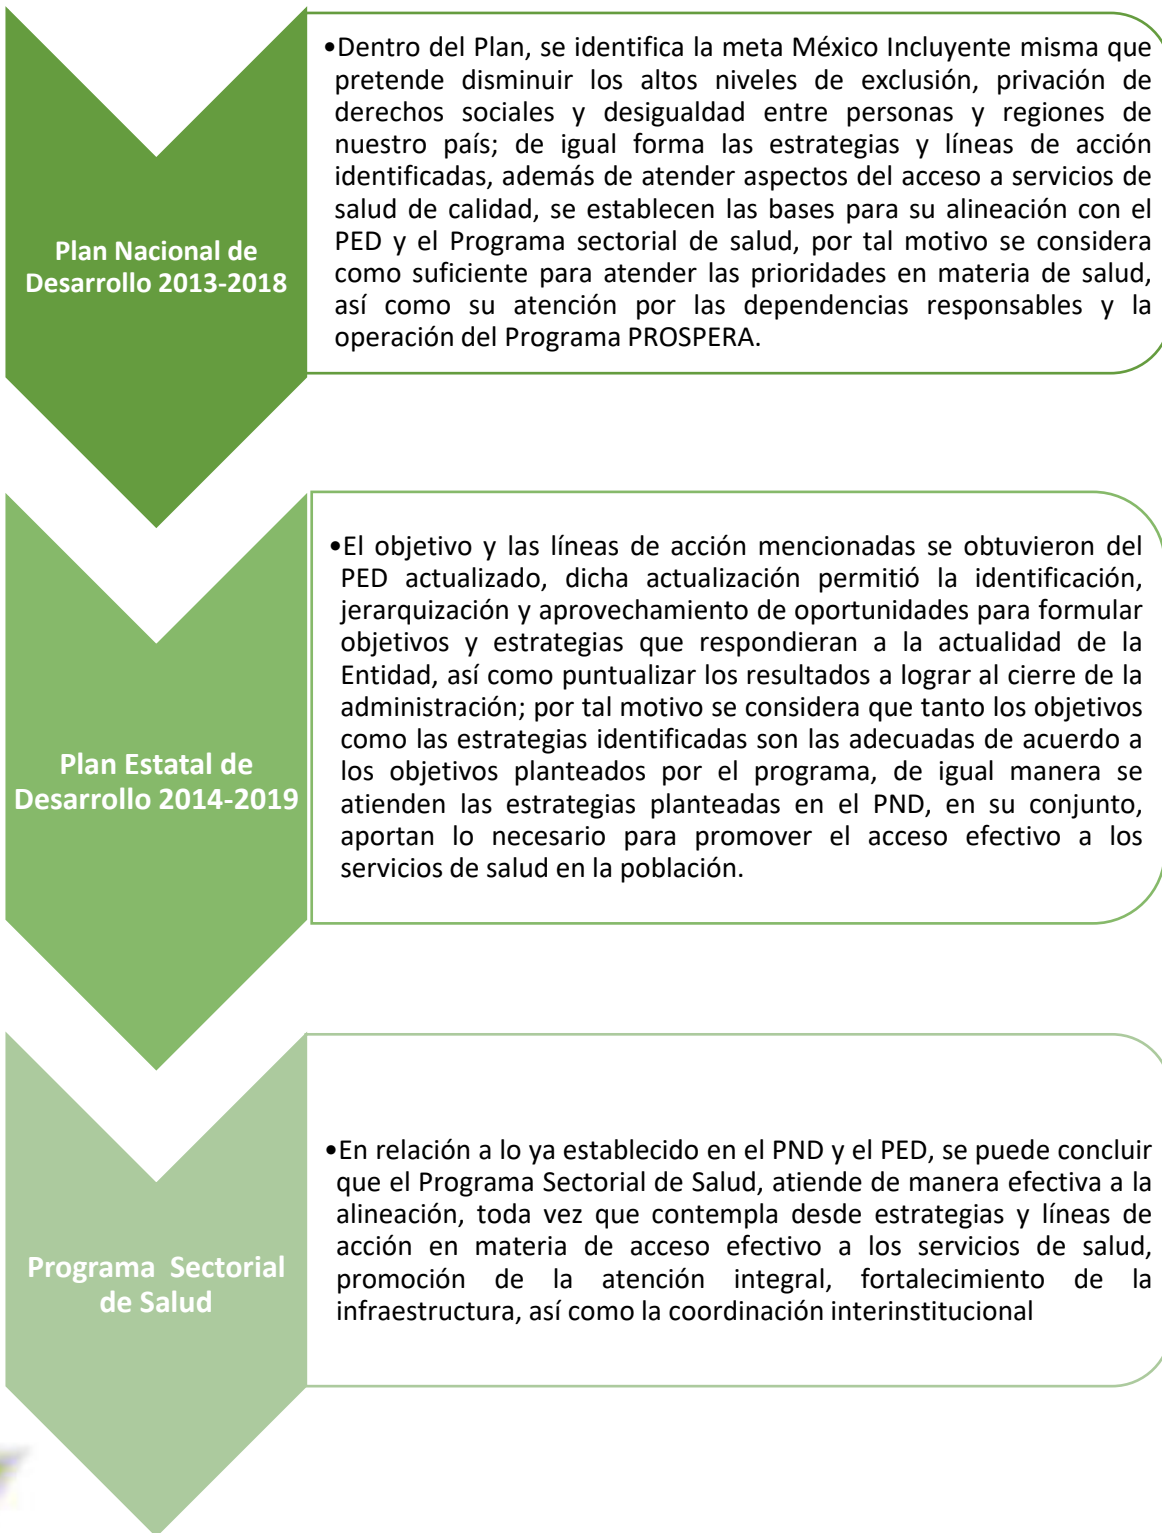 Plan Nacional de
Desarrollo 2013-2018
•Dentro del Plan, se identifica la meta México Incluyente misma que
pretende disminuir los altos niveles de exclusión, privación de
derechos sociales y desigualdad entre personas y regiones de
nuestro país; de igual forma las estrategias y líneas de acción
identificadas, además de atender aspectos del acceso a servicios de
salud de calidad, se establecen las bases para su alineación con el
PED y el Programa sectorial de salud, por tal motivo se considera
como suficiente para atender las prioridades en materia de salud,
así como su atención por las dependencias responsables y la
operación del Programa PROSPERA.
Plan Estatal de
Desarrollo 2014-2019
•El objetivo y las líneas de acción mencionadas se obtuvieron del
PED actualizado, dicha actualización permitió la identificación,
jerarquización y aprovechamiento de oportunidades para formular
objetivos y estrategias que respondieran a la actualidad de la
Entidad, así como puntualizar los resultados a lograr al cierre de la
administración; por tal motivo se considera que tanto los objetivos
como las estrategias identificadas son las adecuadas de acuerdo a
los objetivos planteados por el programa, de igual manera se
atienden las estrategias planteadas en el PND, en su conjunto,
aportan lo necesario para promover el acceso efectivo a los
servicios de salud en la población.
Programa Sectorial
de Salud
•En relación a lo ya establecido en el PND y el PED, se puede concluir
que el Programa Sectorial de Salud, atiende de manera efectiva a la
alineación, toda vez que contempla desde estrategias y líneas de
acción en materia de acceso efectivo a los servicios de salud,
promoción de la atención integral, fortalecimiento de la
infraestructura, así como la coordinación interinstitucional